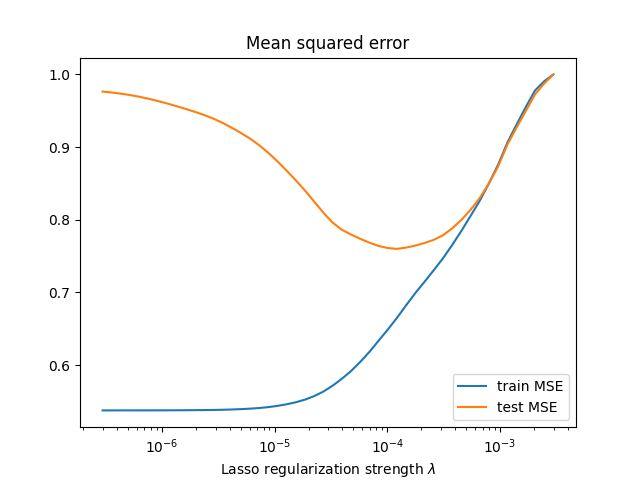 Mean squared error
1.0
0.9
0.8
0.7
0.6
train MSE
test MSE
10⁻⁶ 10⁻⁵ 10⁻⁴ 10⁻³
Lasso regularization strength λ